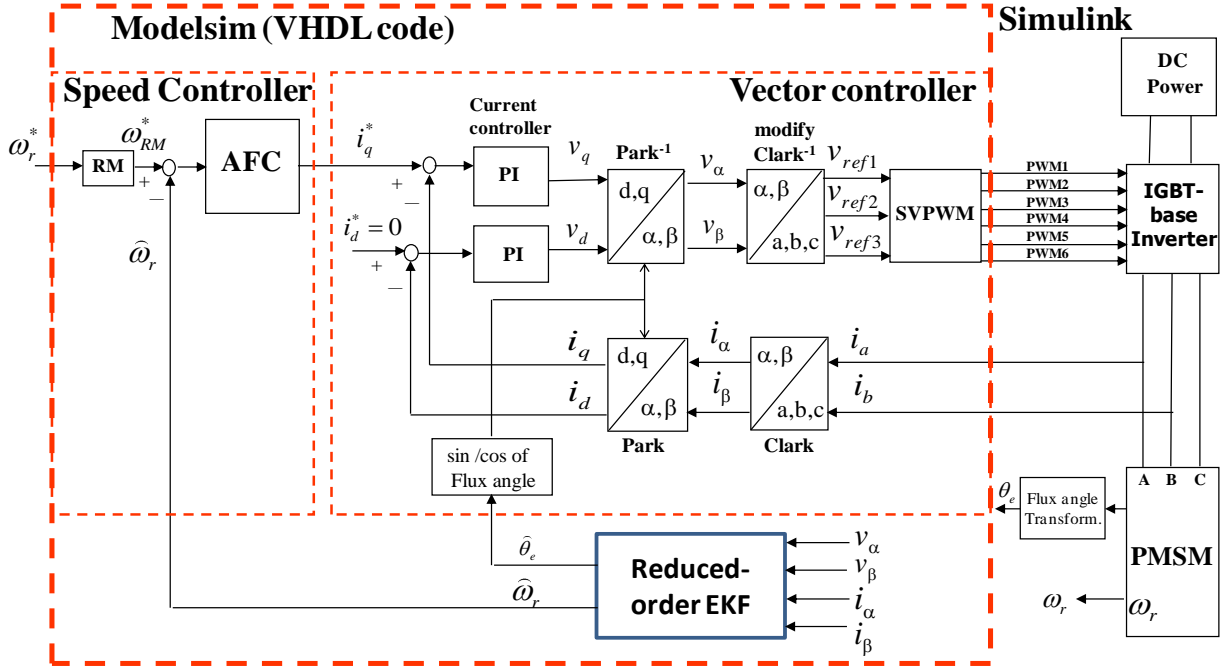 Modelsim (VHDL code)
Simulink
DC
Power
Speed Controller
Vector controller
Current
controller
modify
Clark⁻¹
Park⁻¹
ω*r
RM
ω*RM
+
−
AFC
i*q
+
−
PI
vq
d,q
α,β
vα
α,β
a,b,c
vref1
vref2
vref3
SVPWM
PWM1
PWM2
PWM3
PWM4
PWM5
PWM6
IGBT-
base
Inverter
ω̂r
i*d = 0
+
−
PI
vd
vβ
iq
id
d,q
α,β
Park
iα
iβ
α,β
a,b,c
Clark
ia
ib
sin /cos of
Flux angle
A B C
θe
Flux angle
Transform.
PMSM
ωr
ωr
θ̂e
ω̂r
Reduced-
order EKF
vα
vβ
iα
iβ